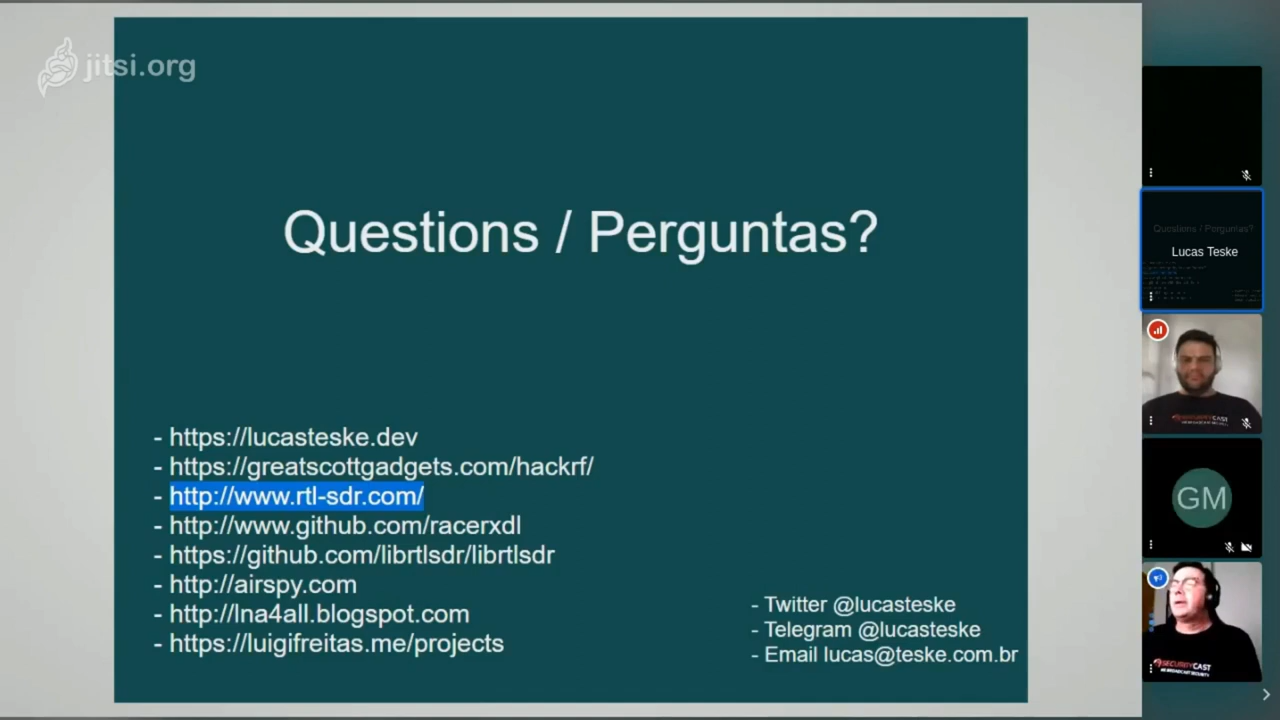 jitsi.org
Questions / Perguntas?
- https://lucasteske.dev
- https://greatscottgadgets.com/hackrf/
- http://www.rtl-sdr.com/
- http://www.github.com/racerxdl
- https://github.com/librtlsdr/librtlsdr
- http://airspy.com
- http://lna4all.blogspot.com
- https://luigifreitas.me/projects
- Twitter @lucasteske
- Telegram @lucasteske
- Email lucas@teske.com.br
Questions / Perguntas?
Lucas Teske
SECURITYCAST
GM
SECURITYCAST